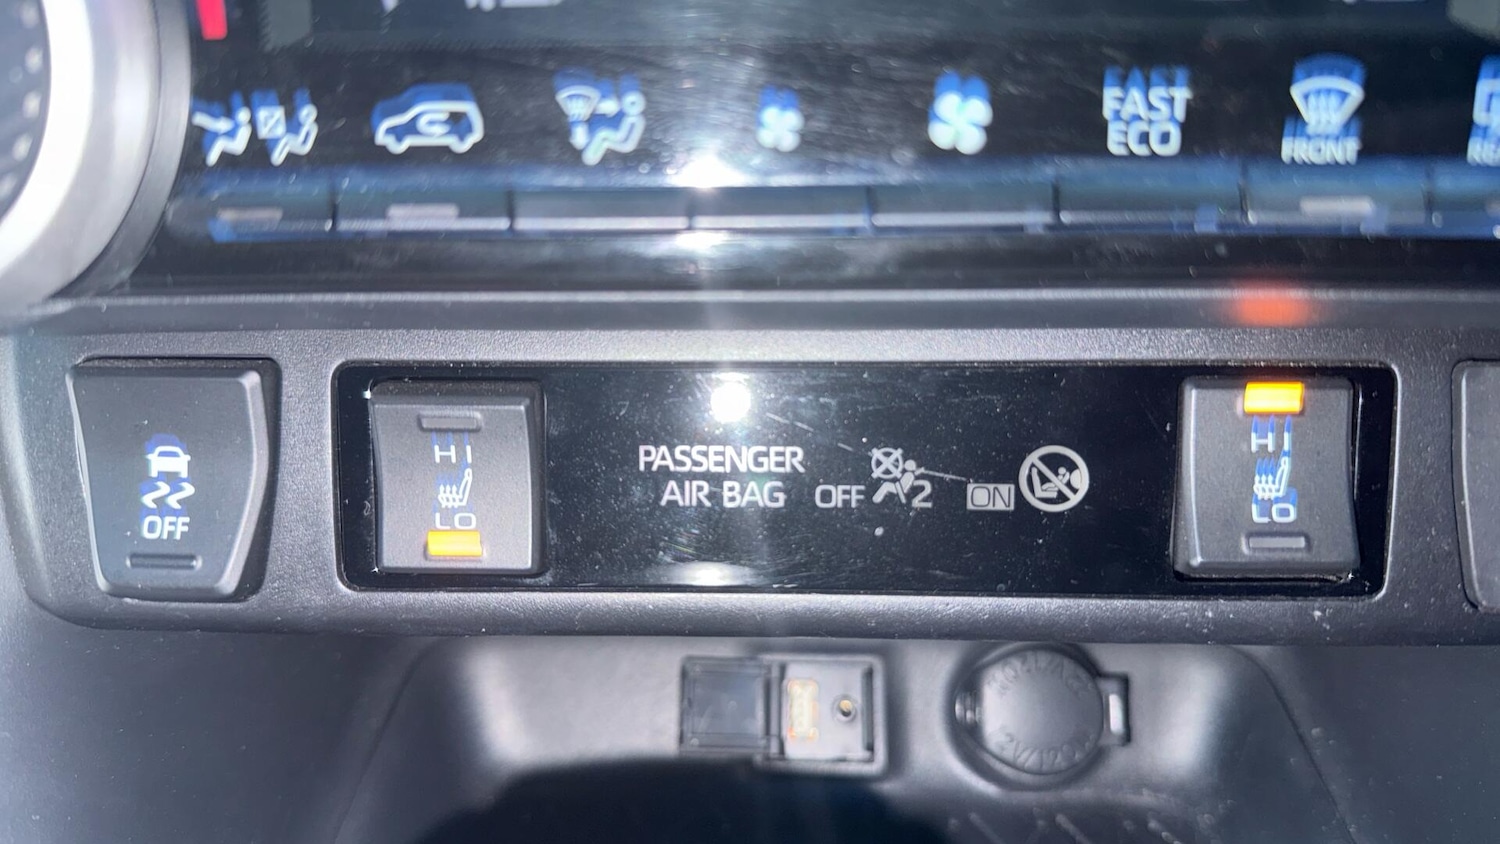 FAST
ECO
FRONT
OFF
HI
LO
PASSENGER
AIR BAG
OFF
2
ON
HI
LO